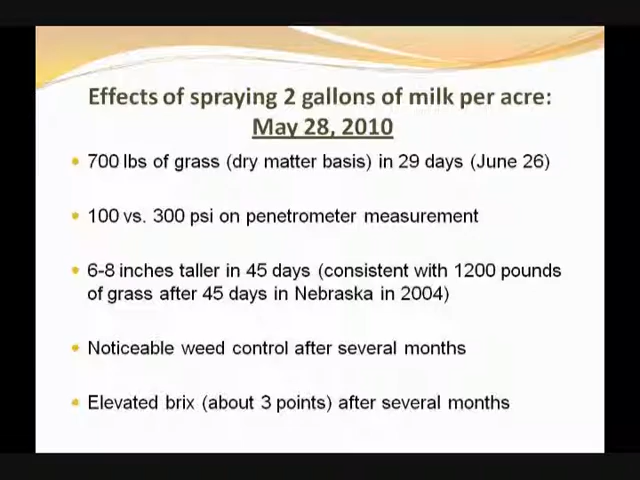 Effects of spraying 2 gallons of milk per acre:
May 28, 2010
• 700 lbs of grass (dry matter basis) in 29 days (June 26)
• 100 vs. 300 psi on penetrometer measurement
• 6-8 inches taller in 45 days (consistent with 1200 pounds
of grass after 45 days in Nebraska in 2004)
• Noticeable weed control after several months
• Elevated brix (about 3 points) after several months